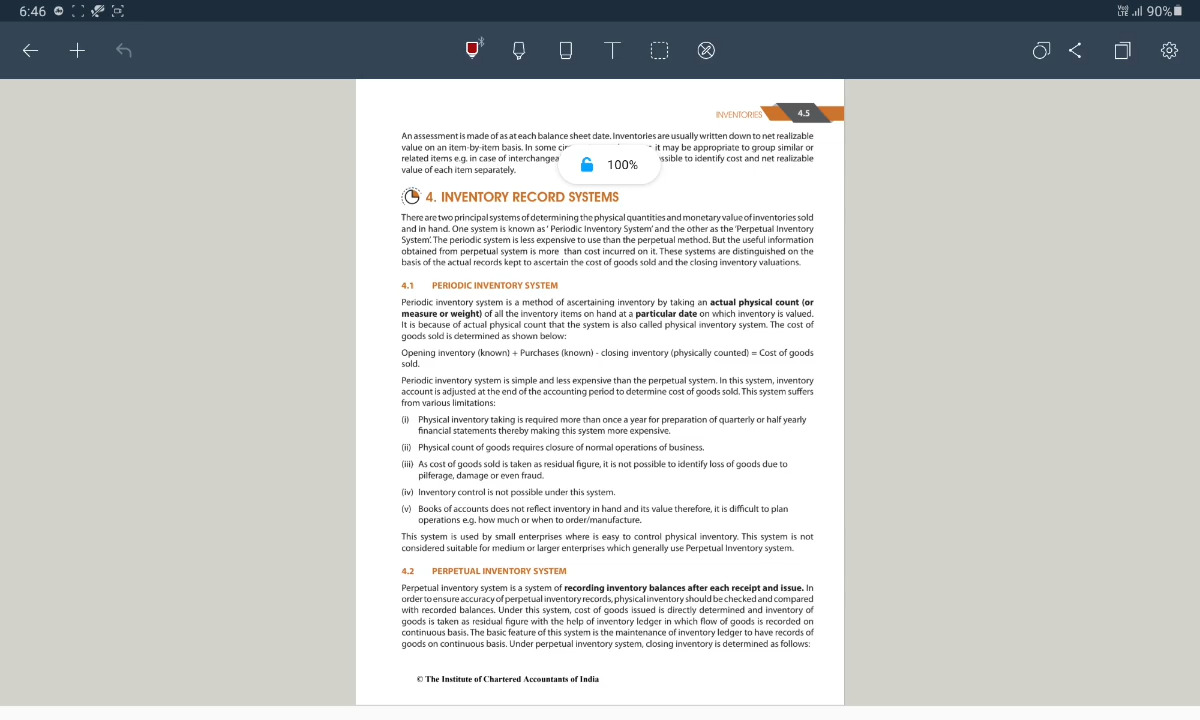 6:46
VoD LTE 90%
INVENTORIES 4.5
An assessment is made of as at each balance sheet date. Inventories are usually written down to net realizable
value on an item-by-item basis. In some it may be appropriate to group similar or
related items e.g. in case of to identify cost and net realizable
value of each item separately.
100%
4. INVENTORY RECORD SYSTEMS
There are two principal systems of determining the physical quantities and monetary value of inventories sold
and in hand. One system is known as ' Periodic Inventory System' and the other as the 'Perpetual Inventory
System'. The periodic system is less expensive to use than the perpetual method. But the useful information
obtained from perpetual system is more than cost incurred on it. These systems are distinguished on the
basis of the actual records kept to ascertain the cost of goods sold and the closing inventory valuations.
4.1 PERIODIC INVENTORY SYSTEM
Periodic inventory system is a method of ascertaining inventory by taking an actual physical count (or
measure or weight) of all the inventory items on hand at a particular date on which inventory is valued.
It is because of actual physical count that the system is also called physical inventory system. The cost of
goods sold is determined as shown below:
Opening inventory (known) + Purchases (known) - closing inventory (physically counted) = Cost of goods
sold.
Periodic inventory system is simple and less expensive than the perpetual system. In this system, inventory
account is adjusted at the end of the accounting period to determine cost of goods sold. This system suffers
from various limitations:
(i) Physical inventory taking is required more than once a year for preparation of quarterly or half yearly
financial statements thereby making this system more expensive.
(ii) Physical count of goods requires closure of normal operations of business.
(iii) As cost of goods sold is taken as residual figure, it is not possible to identify loss of goods due to
pilferage, damage or even fraud.
(iv) Inventory control is not possible under this system.
(v) Books of accounts does not reflect inventory in hand and its value therefore, it is difficult to plan
operations e.g. how much or when to order/manufacture.
This system is used by small enterprises where is easy to control physical inventory. This system is not
considered suitable for medium or larger enterprises which generally use Perpetual Inventory system.
4.2 PERPETUAL INVENTORY SYSTEM
Perpetual inventory system is a system of recording inventory balances after each receipt and issue. In
order to ensure accuracy of perpetual inventory records, physical inventory should be checked and compared
with recorded balances. Under this system, cost of goods issued is directly determined and inventory of
goods is taken as residual figure with the help of inventory ledger in which flow of goods is recorded on
continuous basis. The basic feature of this system is the maintenance of inventory ledger to have records of
goods on continuous basis. Under perpetual inventory system, closing inventory is determined as follows:
© The Institute of Chartered Accountants of India